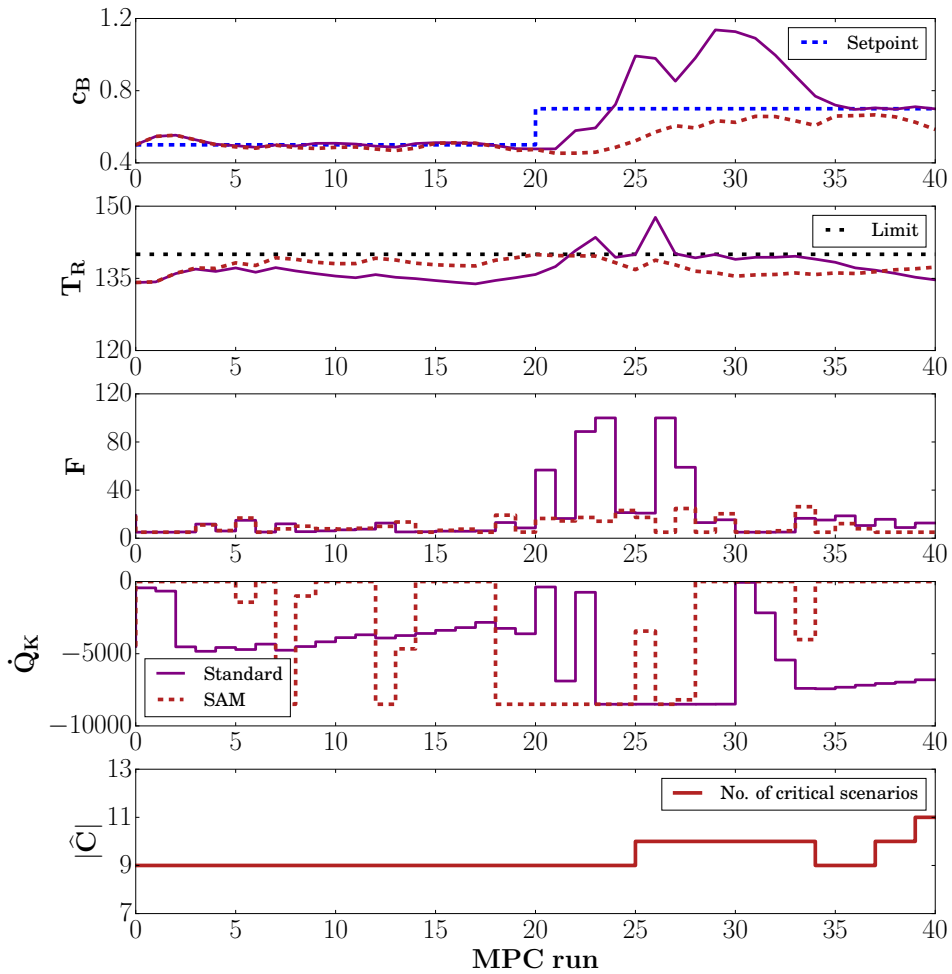 1.2
0.8
0.4
c_B
Setpoint
0 5 10 15 20 25 30 35 40
150
135
120
T_R
Limit
0 5 10 15 20 25 30 35 40
120
80
40
0
F
0 5 10 15 20 25 30 35 40
0
−5000
−10000
Q̇_K
Standard
SAM
0 5 10 15 20 25 30 35 40
13
11
9
7
|Ĉ|
No. of critical scenarios
0 5 10 15 20 25 30 35 40
MPC run